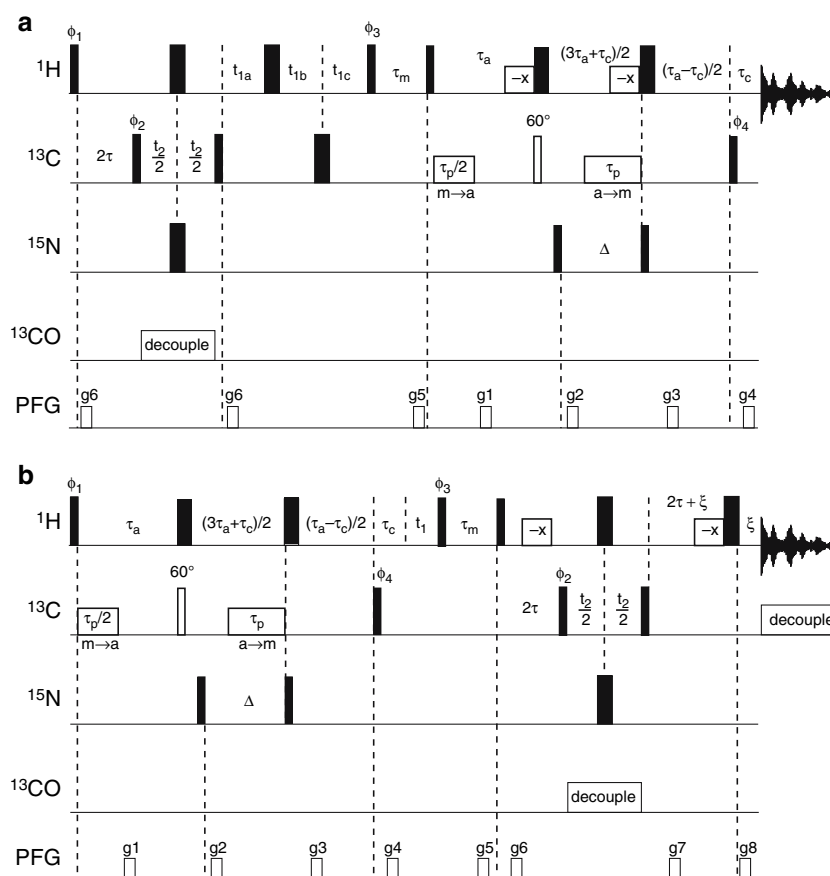 a
ϕ1 ϕ3 τa (3τa+τc)/2
1H t1a t1b t1c τm –x –x (τa–τc)/2 τc
ϕ2 60° ϕ4
13C 2τ t2/2 t2/2 τp/2 τp
m→a a→m
15N Δ
13CO decouple
g6 g6 g5 g1 g2 g3 g4
PFG
b
ϕ1 ϕ3 2τ+ξ
1H τa (3τa+τc)/2 (τa–τc)/2 τc t1 τm –x –x ξ
60° ϕ4 ϕ2
13C τp/2 τp 2τ t2/2 t2/2 decouple
m→a a→m
15N Δ
13CO decouple
g1 g2 g3 g4 g5 g6 g7 g8
PFG